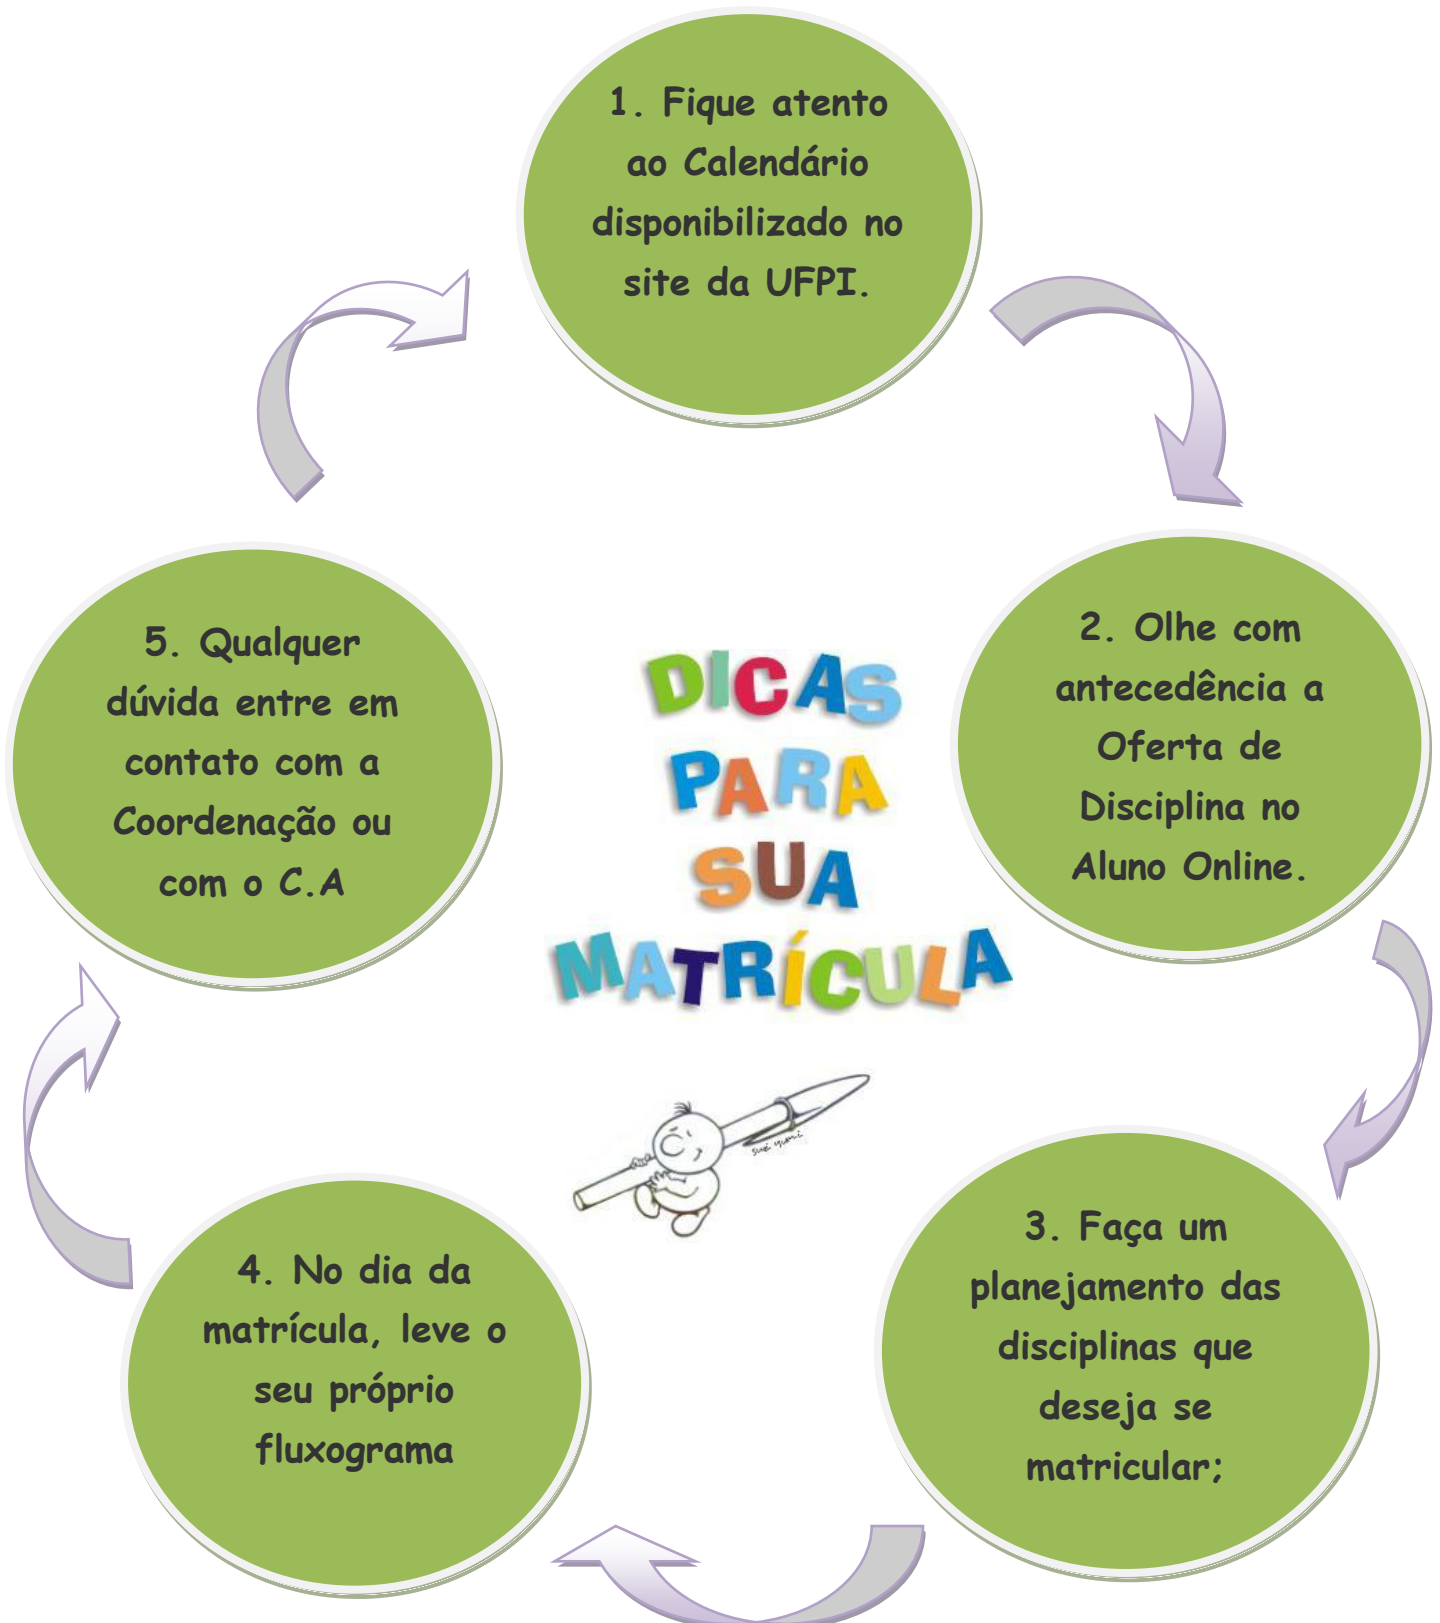 1. Fique atento
ao Calendário
disponibilizado no
site da UFPI.
2. Olhe com
antecedência a
Oferta de
Disciplina no
Aluno Online.
3. Faça um
planejamento das
disciplinas que
deseja se
matricular;
4. No dia da
matrícula, leve o
seu próprio
fluxograma
5. Qualquer
dúvida entre em
contato com a
Coordenação ou
com o C.A
DICAS
PARA
SUA
MATRÍCULA
suzi yumi